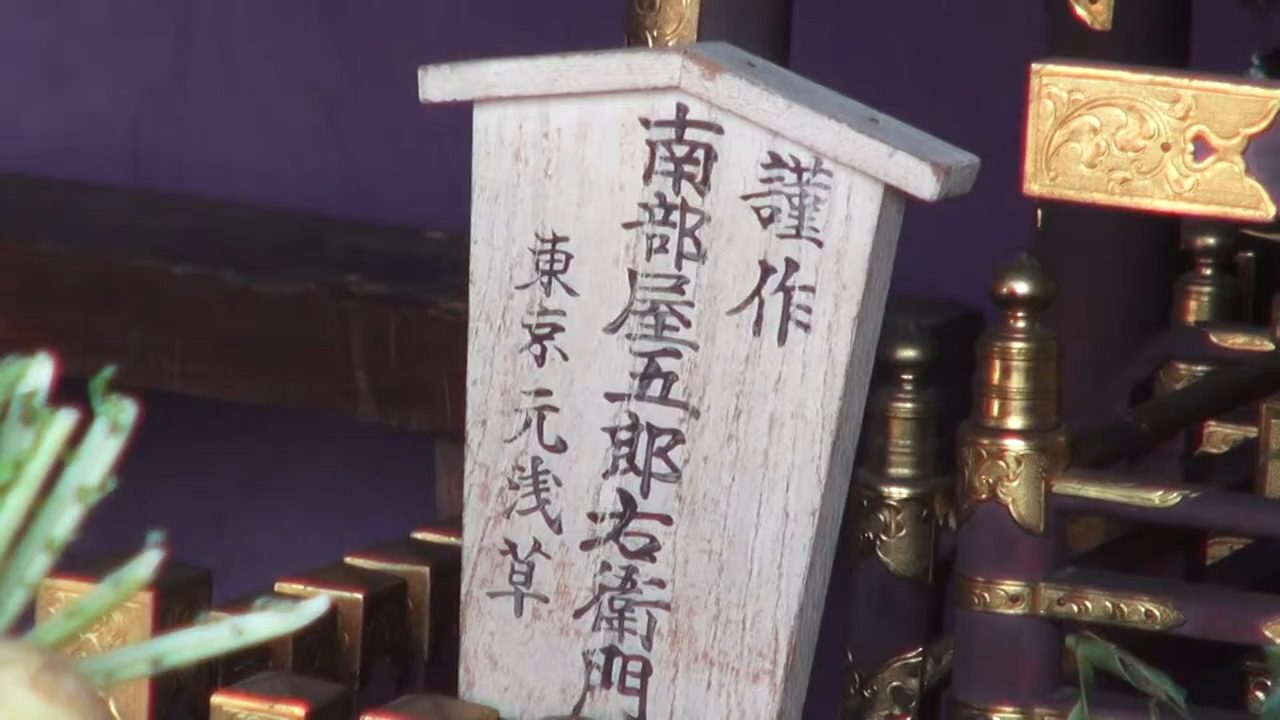 謹作
南部屋五郎右衛門
東京元浅草